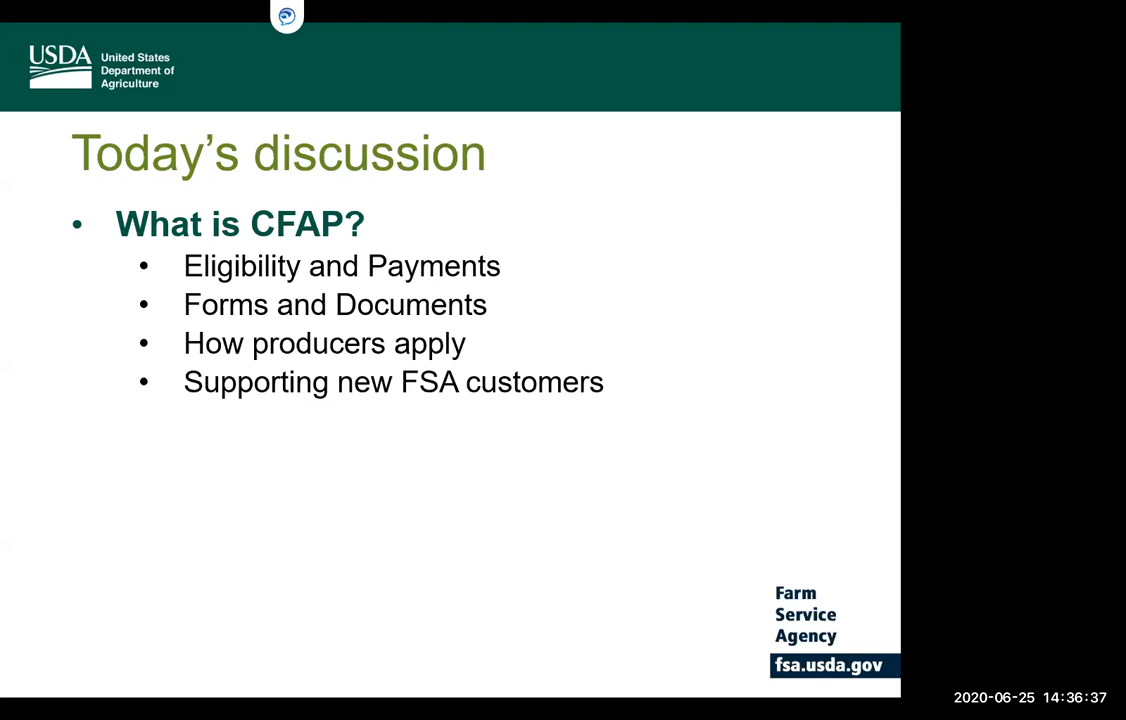 USDA
United States
Department of
Agriculture
Today’s discussion
• What is CFAP?
• Eligibility and Payments
• Forms and Documents
• How producers apply
• Supporting new FSA customers
Farm
Service
Agency
fsa.usda.gov
2020-06-25 14:36:37